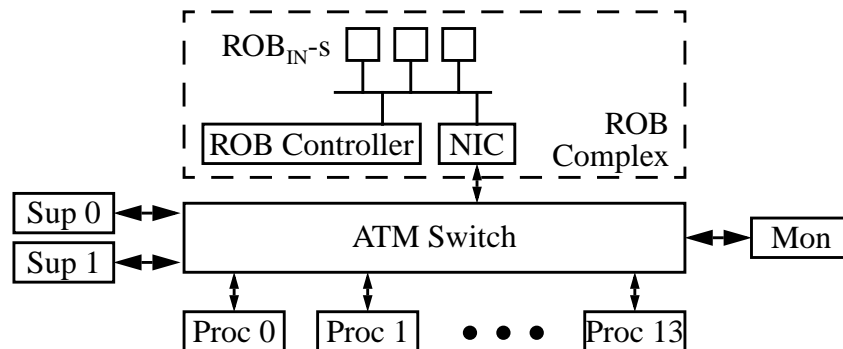 ROB_IN-s
ROB Controller
NIC
ROB
Complex
Sup 0
Sup 1
ATM Switch
Mon
Proc 0
Proc 1
Proc 13